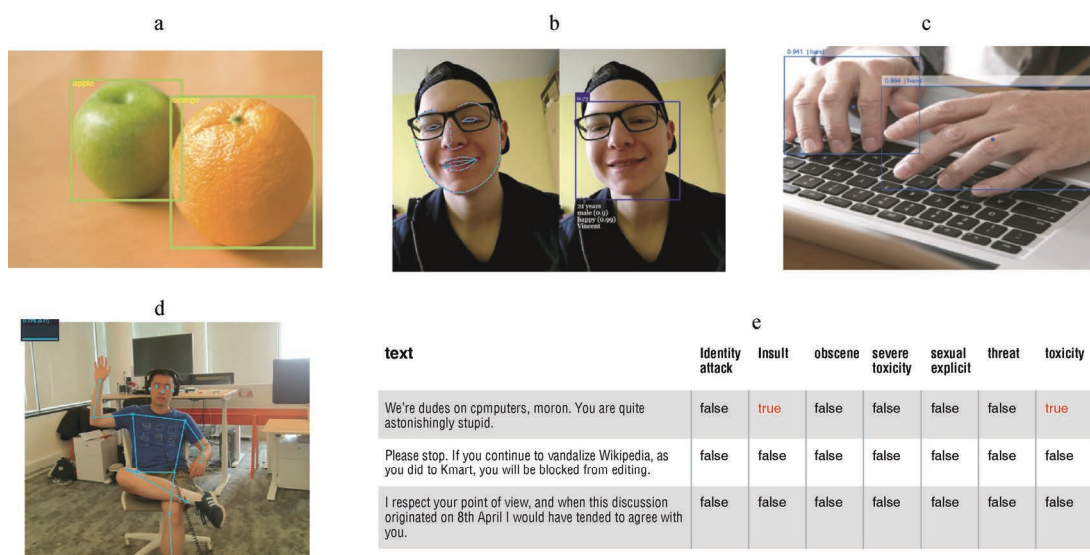 a
b
c
apple
orange
0.73
21 years
male (0.9)
happy (0.99)
Vincent
0.941 | hand
0.994 | hand
d
e
text
Identity attack
Insult
obscene
severe toxicity
sexual explicit
threat
toxicity
We're dudes on cpmputers, moron. You are quite
astonishingly stupid.
false
true
false
false
false
false
true
Please stop. If you continue to vandalize Wikipedia, as
you did to Kmart, you will be blocked from editing.
false
false
false
false
false
false
false
I respect your point of view, and when this discussion
originated on 8th April I would have tended to agree with
you.
false
false
false
false
false
false
false